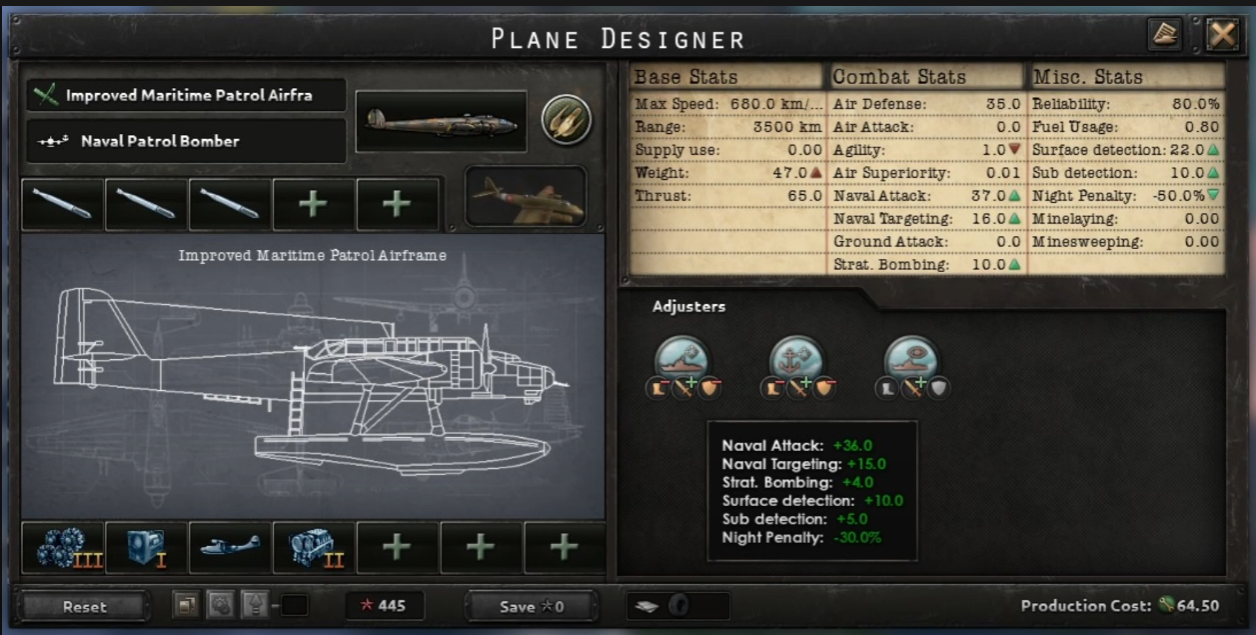 PLANE DESIGNER
Improved Maritime Patrol Airfra
Naval Patrol Bomber
Improved Maritime Patrol Airframe
III
I
II
Reset
445
Save 0
Base Stats
Max Speed: 680.0 km/...
Range: 3500 km
Supply use: 0.00
Weight: 47.0
Thrust: 65.0
Combat Stats
Air Defense: 35.0
Air Attack: 0.0
Agility: 1.0
Air Superiority: 0.01
Naval Attack: 37.0
Naval Targeting: 16.0
Ground Attack: 0.0
Strat. Bombing: 10.0
Misc. Stats
Reliability: 80.0%
Fuel Usage: 0.80
Surface detection: 22.0
Sub detection: 10.0
Night Penalty: -50.0%
Minelaying: 0.00
Minesweeping: 0.00
Adjusters
Naval Attack: +36.0
Naval Targeting: +15.0
Strat. Bombing: +4.0
Surface detection: +10.0
Sub detection: +5.0
Night Penalty: -30.0%
Production Cost: 64.50